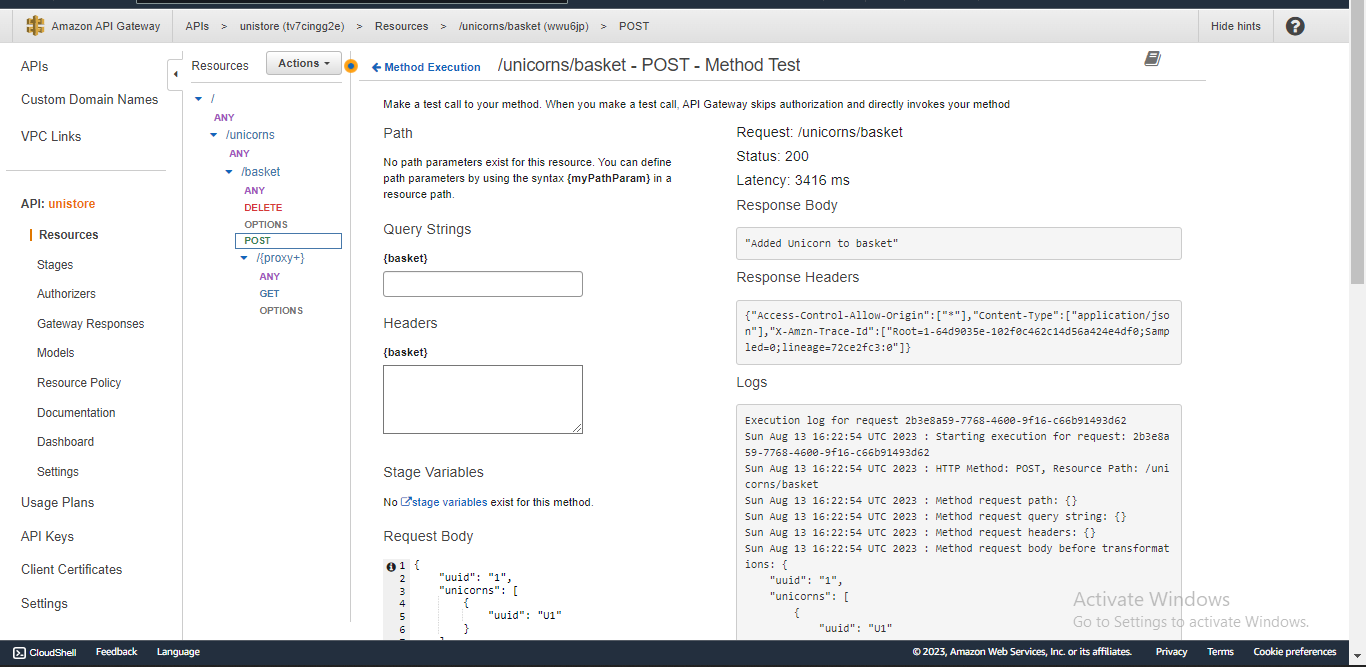 Amazon API Gateway APIs > unistore (tv7cingg2e) > Resources > /unicorns/basket (wwu6jp) > POST Hide hints ?
APIs
Custom Domain Names
VPC Links
API: unistore
Resources
Stages
Authorizers
Gateway Responses
Models
Resource Policy
Documentation
Dashboard
Settings
Usage Plans
API Keys
Client Certificates
Settings
Resources Actions
/
ANY
/unicorns
ANY
/basket
ANY
DELETE
OPTIONS
POST
/{proxy+}
ANY
GET
OPTIONS
Method Execution /unicorns/basket - POST - Method Test
Make a test call to your method. When you make a test call, API Gateway skips authorization and directly invokes your method
Path
No path parameters exist for this resource. You can define
path parameters by using the syntax {myPathParam} in a
resource path.
Query Strings
{basket}
Headers
{basket}
Stage Variables
No stage variables exist for this method.
Request Body
1 {
2 "uuid": "1",
3 "unicorns": [
4 {
5 "uuid": "U1"
6 }
Request: /unicorns/basket
Status: 200
Latency: 3416 ms
Response Body
"Added Unicorn to basket"
Response Headers
{"Access-Control-Allow-Origin":["*"],"Content-Type":["application/jso
n"],"X-Amzn-Trace-Id":["Root=1-64d9035e-102f0c462c14d56a424e4df0;Samp
led=0;lineage=72ce2fc3:0"]}
Logs
Execution log for request 2b3e8a59-7768-4600-9f16-c66b91493d62
Sun Aug 13 16:22:54 UTC 2023 : Starting execution for request: 2b3e8a
59-7768-4600-9f16-c66b91493d62
Sun Aug 13 16:22:54 UTC 2023 : HTTP Method: POST, Resource Path: /uni
corns/basket
Sun Aug 13 16:22:54 UTC 2023 : Method request path: {}
Sun Aug 13 16:22:54 UTC 2023 : Method request query string: {}
Sun Aug 13 16:22:54 UTC 2023 : Method request headers: {}
Sun Aug 13 16:22:54 UTC 2023 : Method request body before transformat
ions: {
"uuid": "1",
"unicorns": [
{
"uuid": "U1"
Activate Windows
Go to Settings to activate Windows.
CloudShell Feedback Language © 2023, Amazon Web Services, Inc. or its affiliates. Privacy Terms Cookie preferences